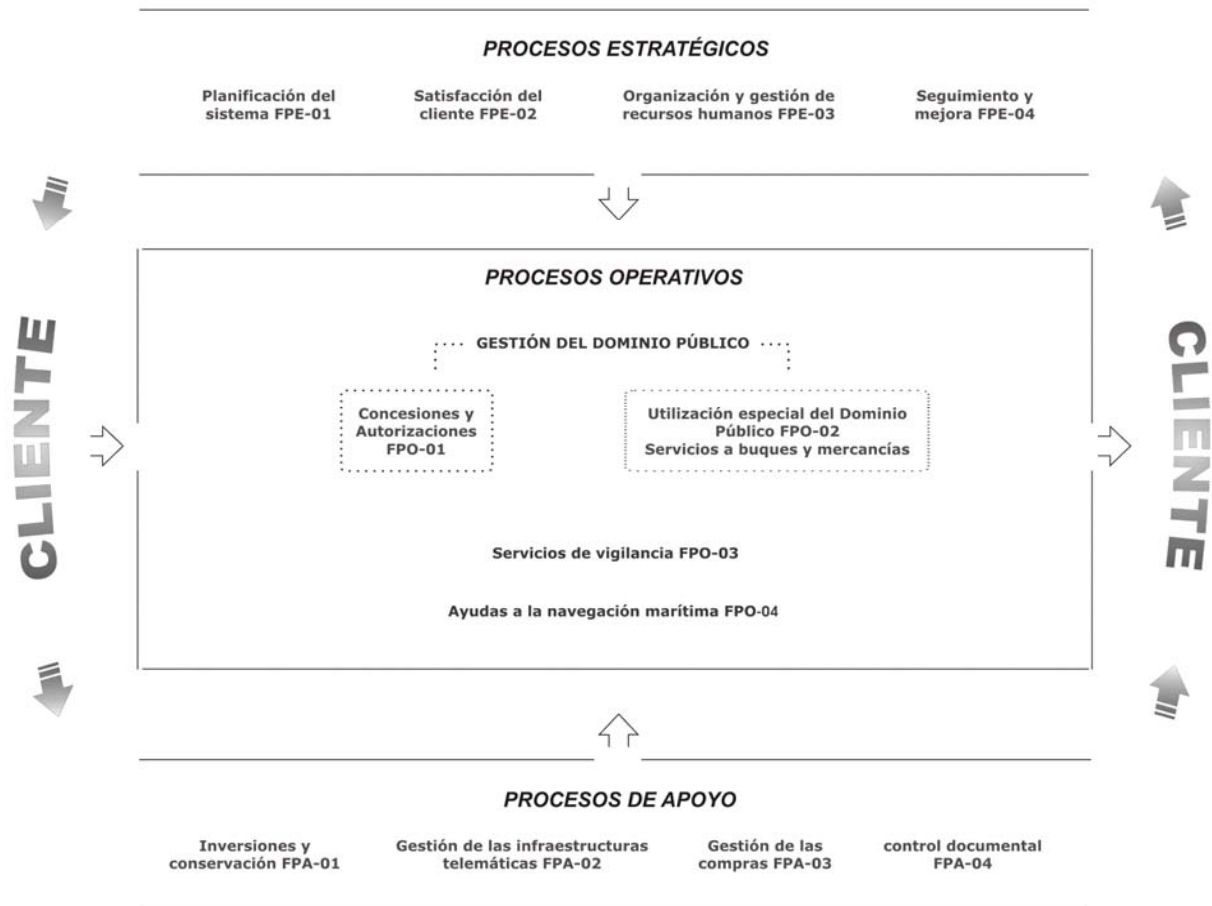 PROCESOS ESTRATÉGICOS
Planificación del
sistema FPE-01
Satisfacción del
cliente FPE-02
Organización y gestión de
recursos humanos FPE-03
Seguimiento y
mejora FPE-04
CLIENTE
PROCESOS OPERATIVOS
GESTIÓN DEL DOMINIO PÚBLICO
Concesiones y
Autorizaciones
FPO-01
Utilización especial del Dominio
Público FPO-02
Servicios a buques y mercancías
Servicios de vigilancia FPO-03
Ayudas a la navegación marítima FPO-04
CLIENTE
PROCESOS DE APOYO
Inversiones y
conservación FPA-01
Gestión de las infraestructuras
telemáticas FPA-02
Gestión de las
compras FPA-03
control documental
FPA-04